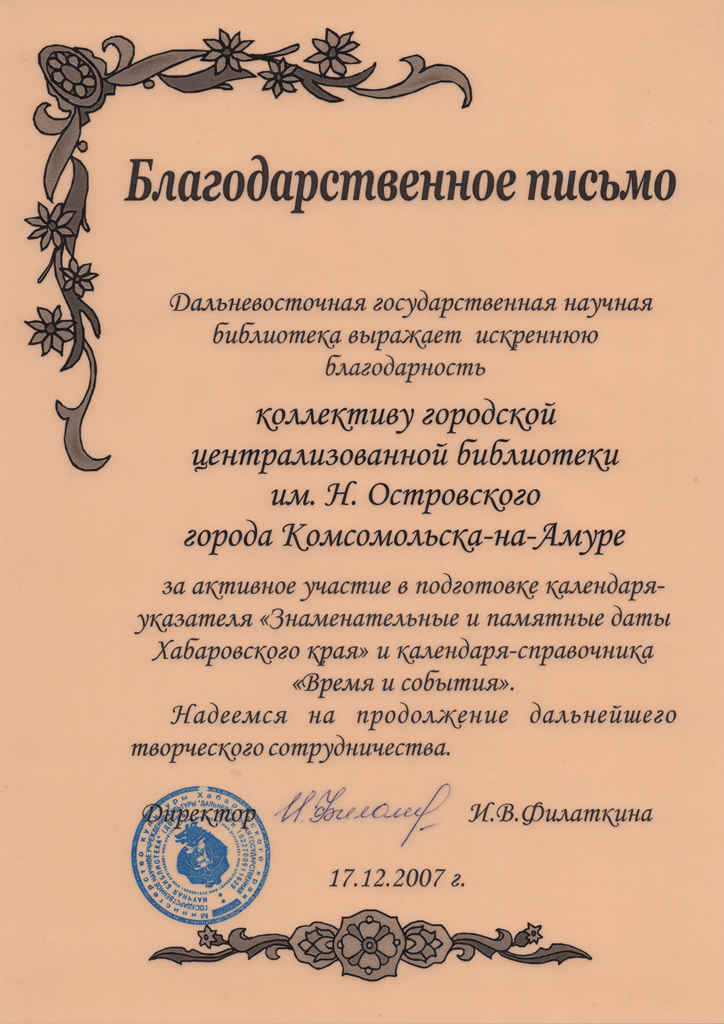 Благодарственное письмо
Дальневосточная государственная научная
библиотека выражает искреннюю
благодарность
коллективу городской
централизованной библиотеки
им. Н. Островского
города Комсомольска-на-Амуре
за активное участие в подготовке календаря-
указателя «Знаменательные и памятные даты
Хабаровского края» и календаря-справочника
«Время и события».
Надеемся на продолжение дальнейшего
творческого сотрудничества.
Директор И.В.Филаткина
17.12.2007 г.